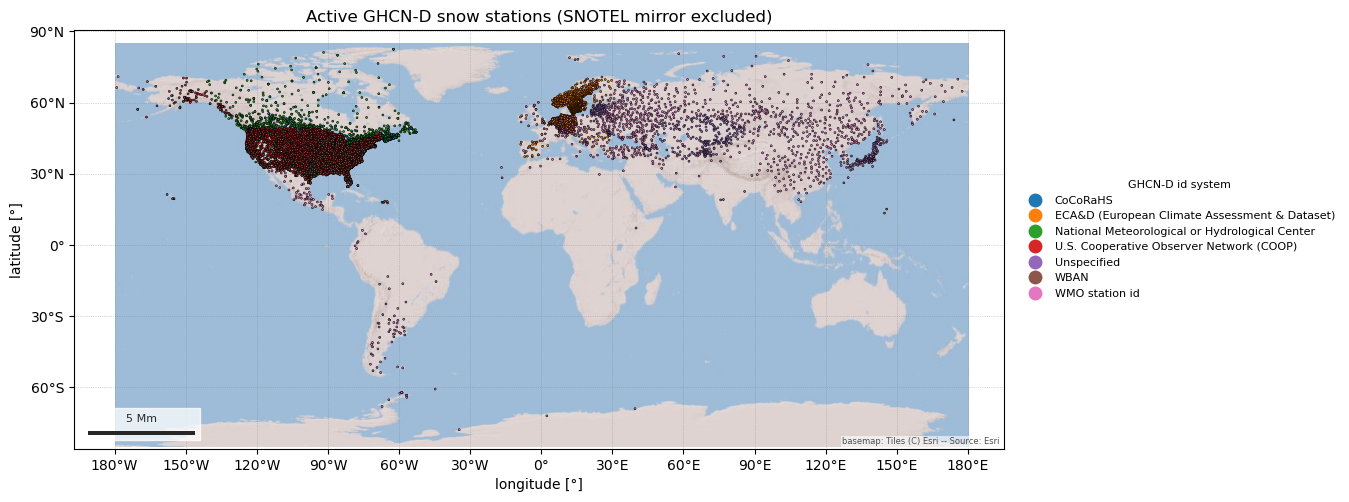 Active GHCN-D snow stations (SNOTEL mirror excluded)
90°N
60°N
30°N
0°
30°S
60°S
latitude [°]
5 Mm
basemap: Tiles (C) Esri -- Source: Esri
180°W 150°W 120°W 90°W 60°W 30°W 0° 30°E 60°E 90°E 120°E 150°E 180°E
longitude [°]
GHCN-D id system
CoCoRaHS
ECA&D (European Climate Assessment & Dataset)
National Meteorological or Hydrological Center
U.S. Cooperative Observer Network (COOP)
Unspecified
WBAN
WMO station id